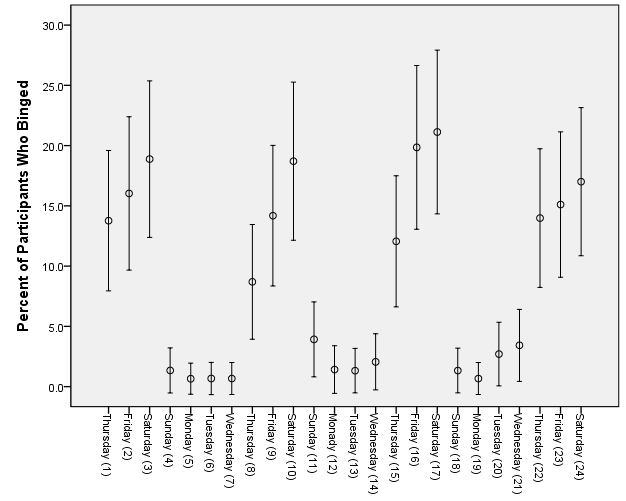 Percent of Participants Who Binged
30.0
25.0
20.0
15.0
10.0
5.0
0.0
Thursday (1)
Friday (2)
Saturday (3)
Sunday (4)
Monday (5)
Tuesday (6)
Wednesday (7)
Thursday (8)
Friday (9)
Saturday (10)
Sunday (11)
Monady (12)
Tuesday (13)
Wednesday (14)
Thursday (15)
Friday (16)
Saturday (17)
Sunday (18)
Monday (19)
Tuesday (20)
Wednesday (21)
Thursday (22)
Friday (23)
Saturday (24)